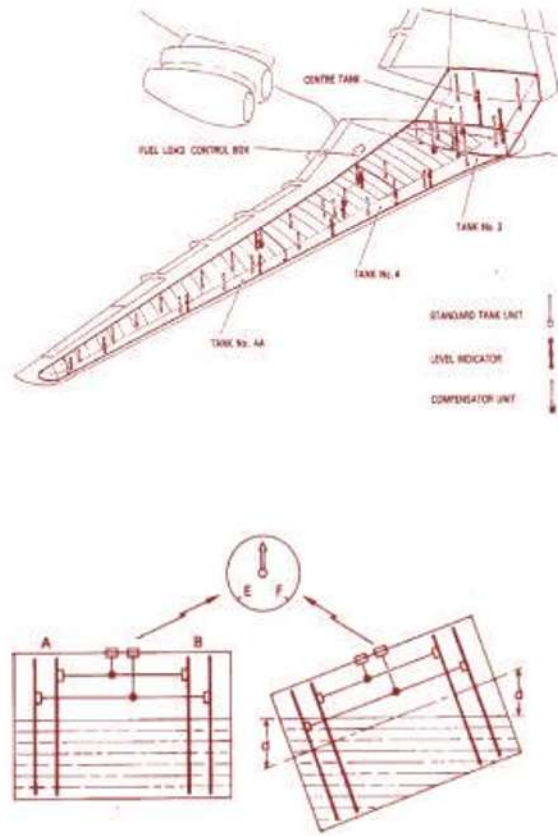 CENTRE TANK
FUEL LOAD CONTROL BOX
TANK No. 3
TANK No. 4
TANK No. 4A
STANDARD TANK UNIT
LEVEL INDICATOR
COMPENSATOR UNIT
E F
A B
d d